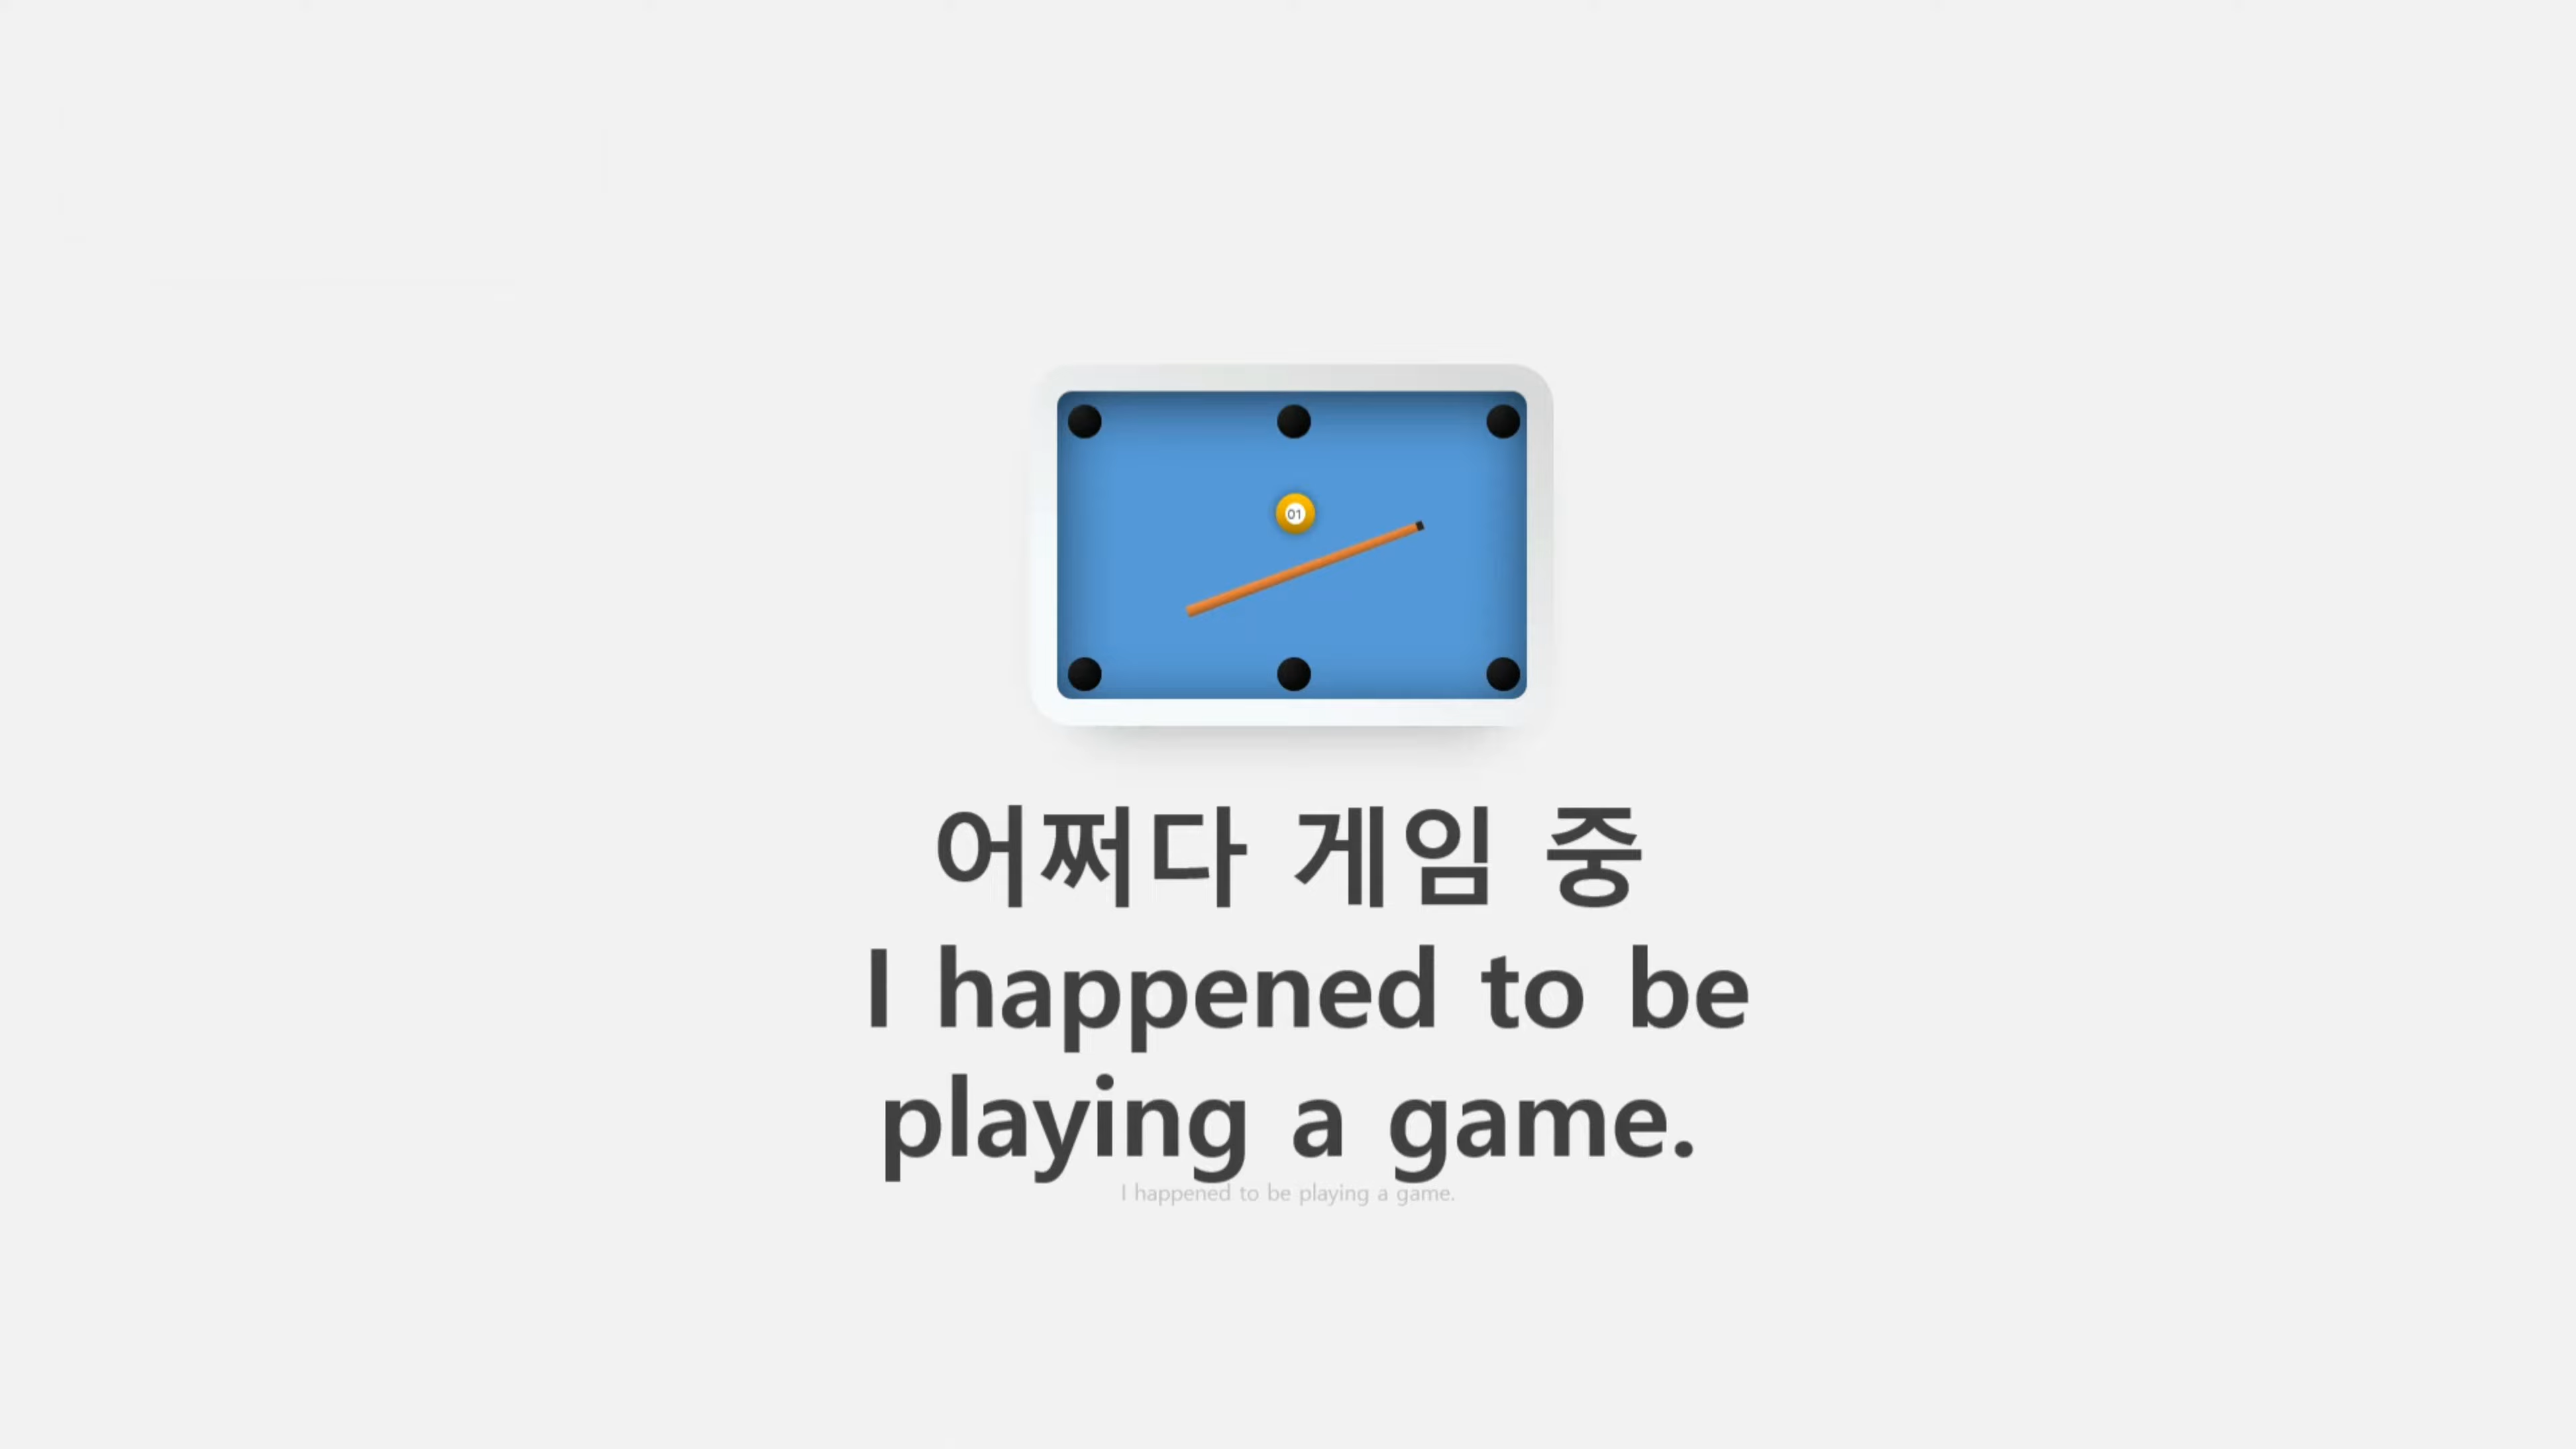 01
어쩌다 게임 중
I happened to be
playing a game.
I happened to be playing a game.